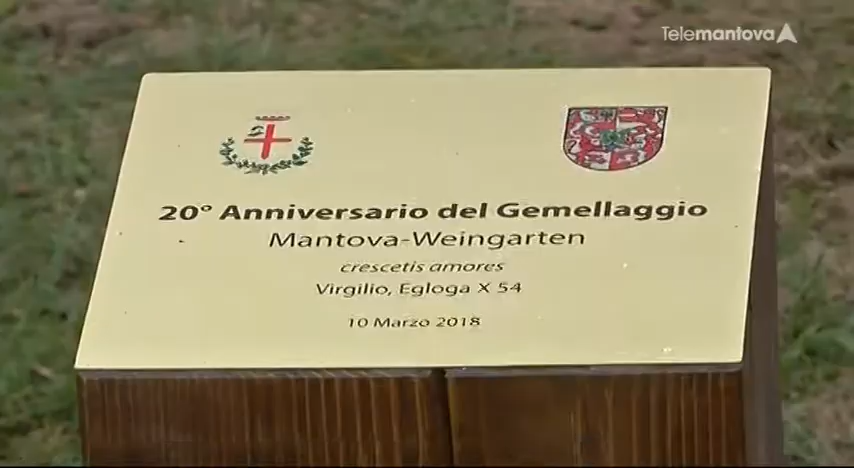 Telemantova
20° Anniversario del Gemellaggio
Mantova-Weingarten
crescetis amores
Virgilio, Egloga X 54
10 Marzo 2018